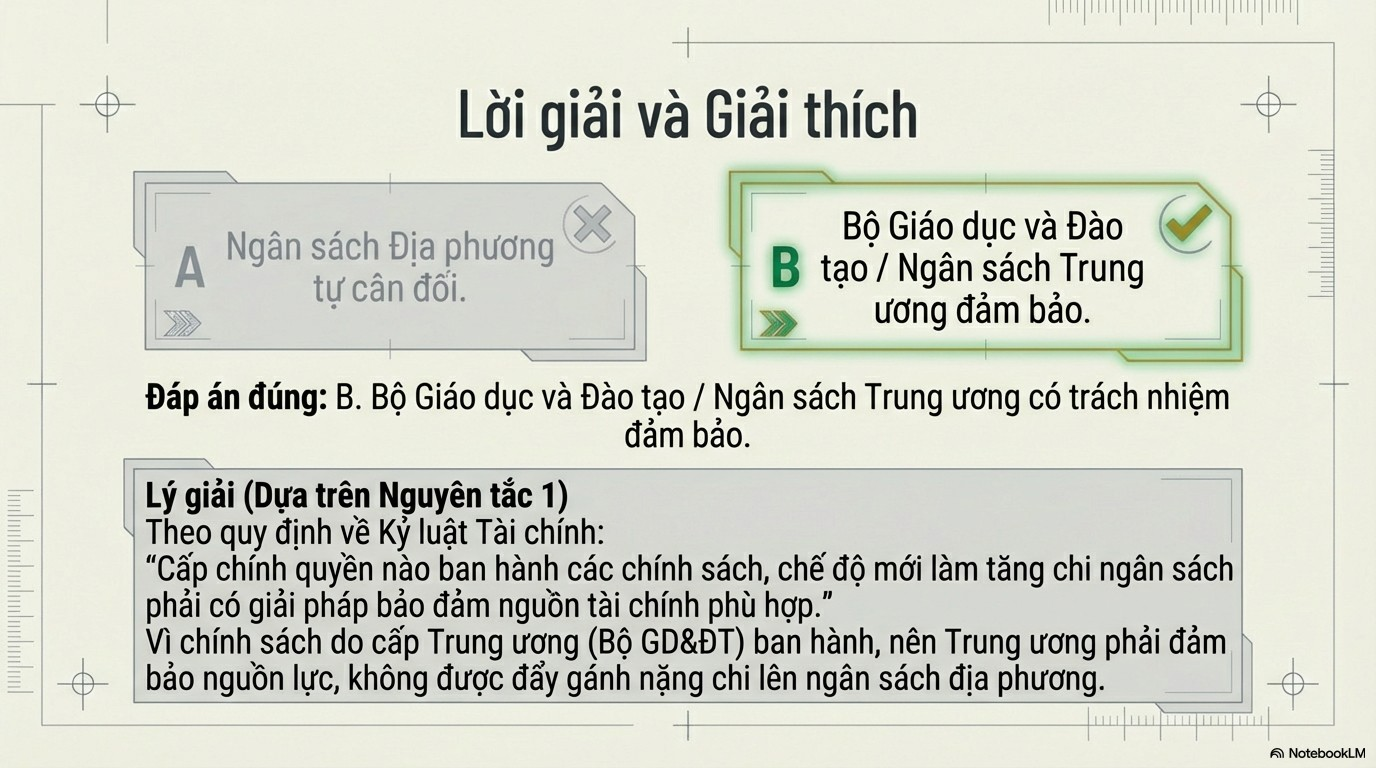 Lời giải và Giải thích
A
Ngân sách Địa phương
tự cân đối.
B
Bộ Giáo dục và Đào
tạo / Ngân sách Trung
ương đảm bảo.
Đáp án đúng: B. Bộ Giáo dục và Đào tạo / Ngân sách Trung ương có trách nhiệm
đảm bảo.
Lý giải (Dựa trên Nguyên tắc 1)
Theo quy định về Kỷ luật Tài chính:
“Cấp chính quyền nào ban hành các chính sách, chế độ mới làm tăng chi ngân sách
phải có giải pháp bảo đảm nguồn tài chính phù hợp.”
Vì chính sách do cấp Trung ương (Bộ GD&ĐT) ban hành, nên Trung ương phải đảm
bảo nguồn lực, không được đẩy gánh nặng chi lên ngân sách địa phương.
NotebookLM